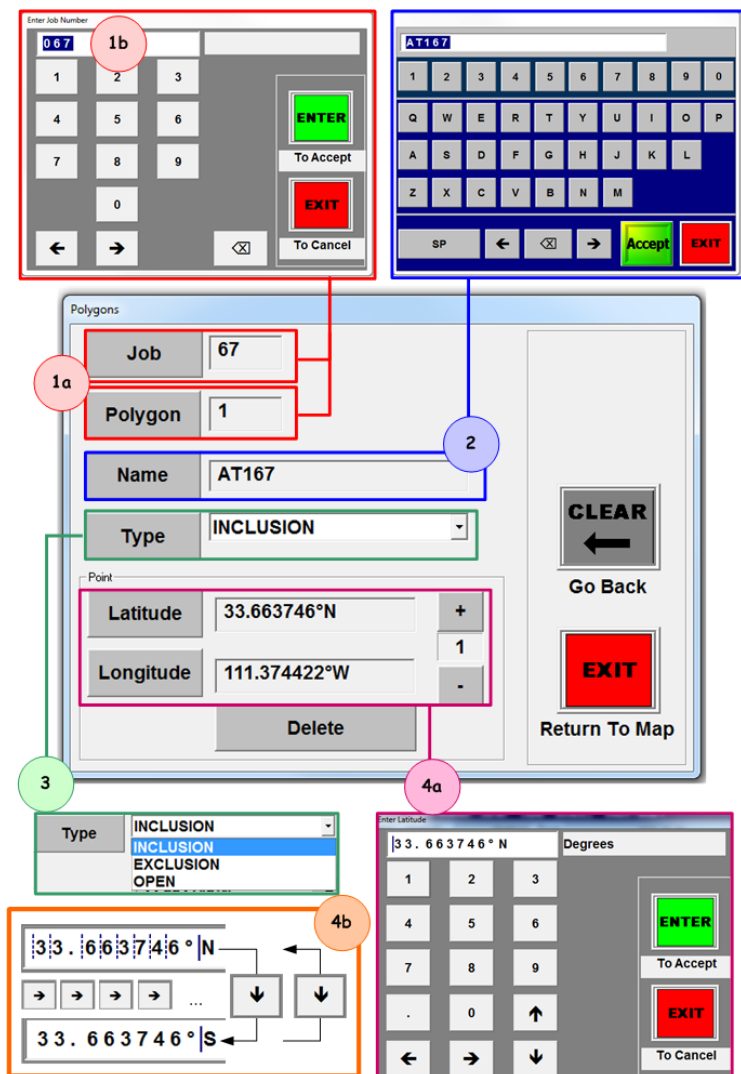 Enter Job Number
067
1b
1 2 3
4 5 6
7 8 9
0
ENTER
To Accept
EXIT
To Cancel
← →
⌫
AT167
1 2 3 4 5 6 7 8 9 0
Q W E R T Y U I O P
A S D F G H J K L
Z X C V B N M
SP ← ⌫ → Accept EXIT
Polygons
1a
Job 67
Polygon 1
2
Name AT167
Type INCLUSION
Point
Latitude 33.663746°N +
1
Longitude 111.374422°W -
Delete
CLEAR
←
Go Back
EXIT
Return To Map
3
4a
Type INCLUSION
INCLUSION
EXCLUSION
OPEN
4b
33.663746°N
→ → → → ... ↓ ↓
33.663746°S
Enter Latitude
33.663746°N Degrees
1 2 3
4 5 6
7 8 9
. 0 ↑
← → ↓
ENTER
To Accept
EXIT
To Cancel